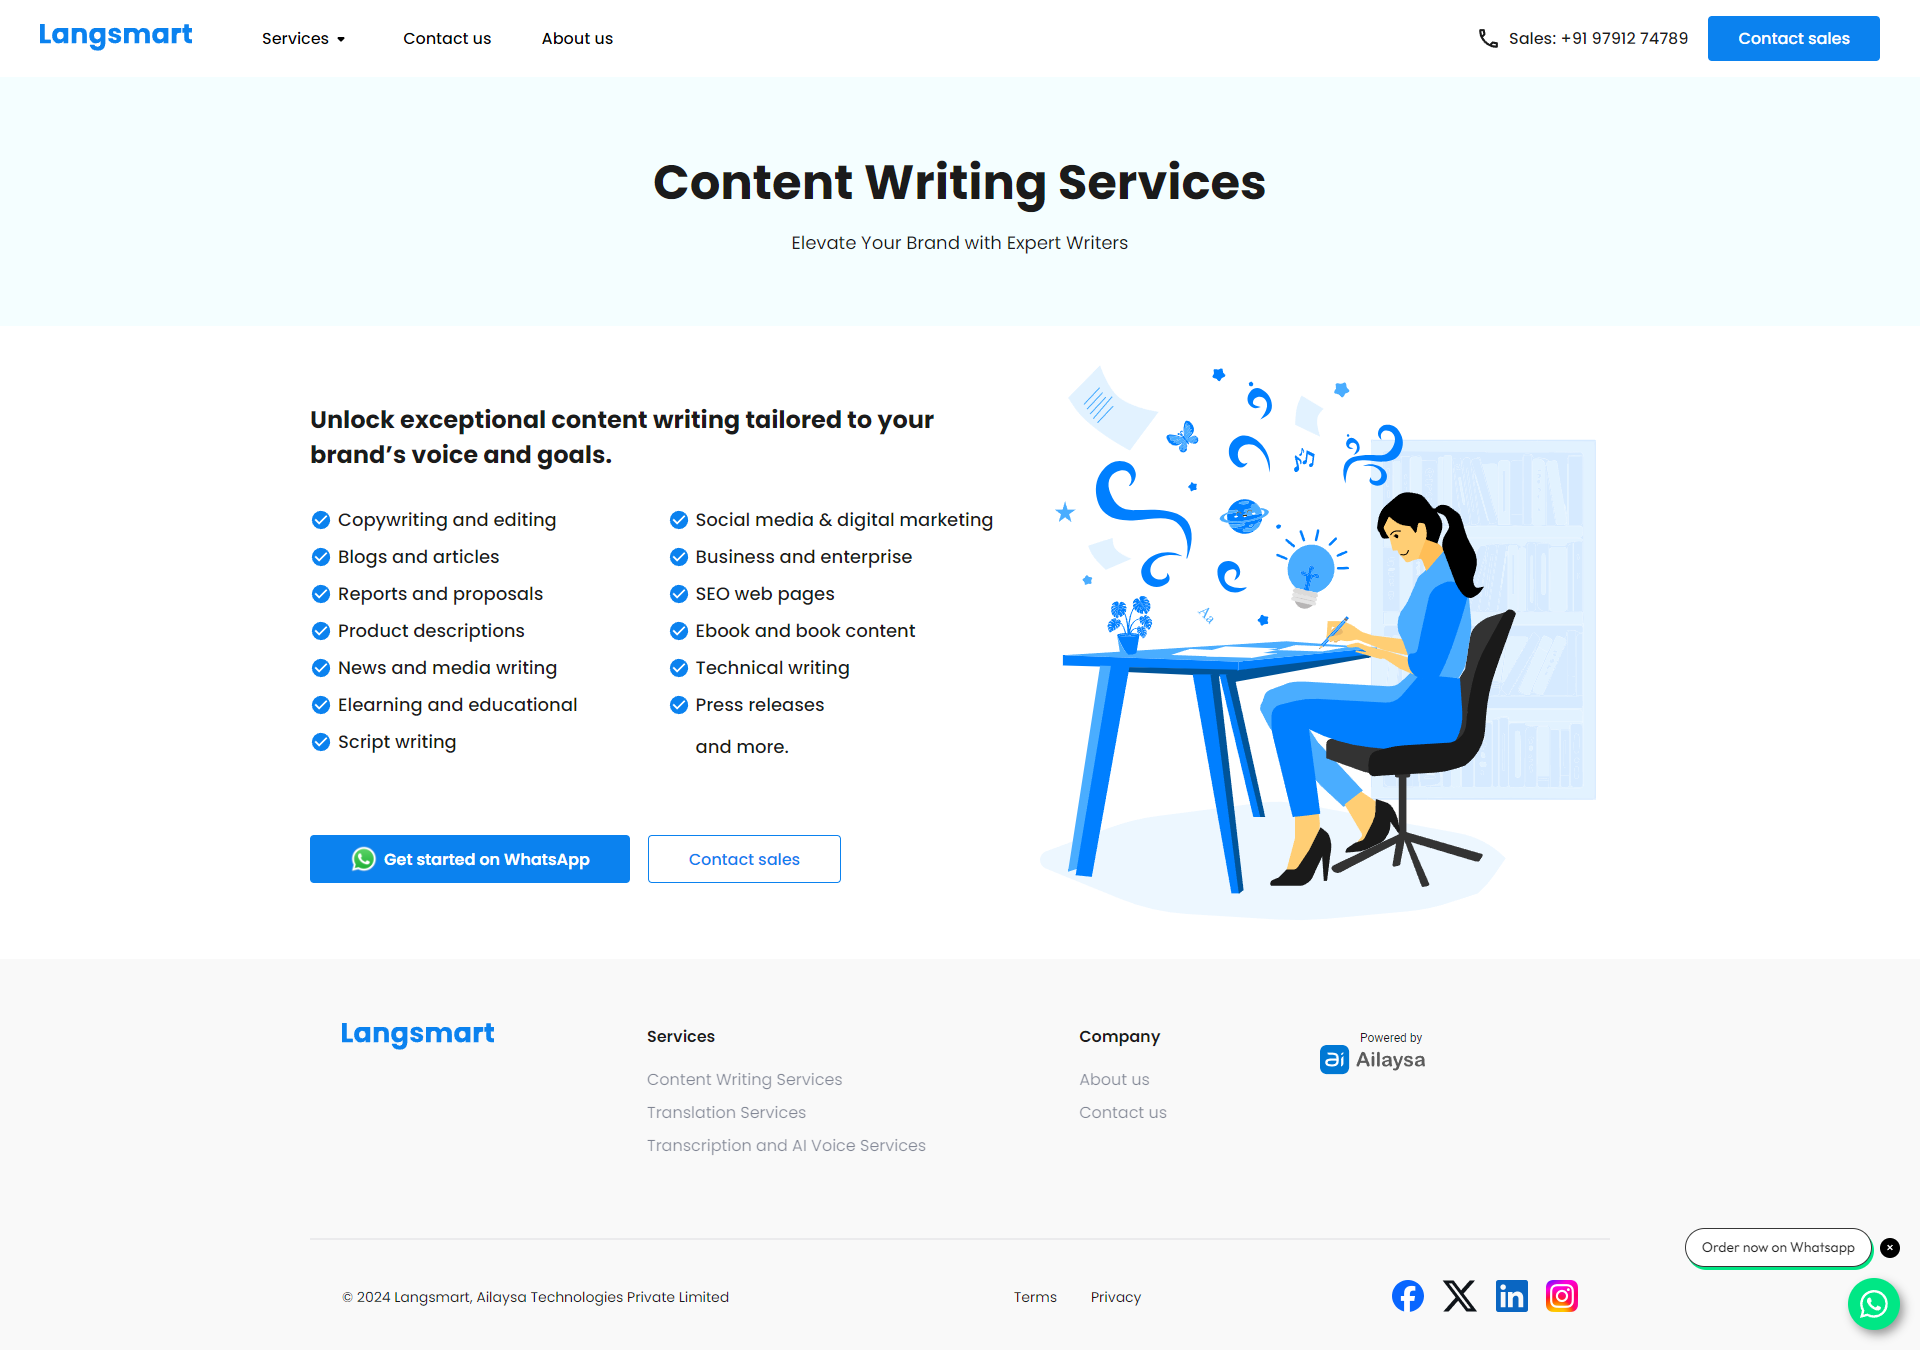 Langsmart
Services
Contact us
About us
Sales: +91 97912 74789
Contact sales
Content Writing Services
Elevate Your Brand with Expert Writers
Unlock exceptional content writing tailored to your
brand’s voice and goals.
Copywriting and editing
Blogs and articles
Reports and proposals
Product descriptions
News and media writing
Elearning and educational
Script writing
Social media & digital marketing
Business and enterprise
SEO web pages
Ebook and book content
Technical writing
Press releases
and more.
Aa
Get started on WhatsApp
Contact sales
Langsmart
Services
Content Writing Services
Translation Services
Transcription and AI Voice Services
Company
About us
Contact us
Powered by
ai Ailaysa
Order now on Whatsapp
© 2024 Langsmart, Ailaysa Technologies Private Limited
Terms
Privacy